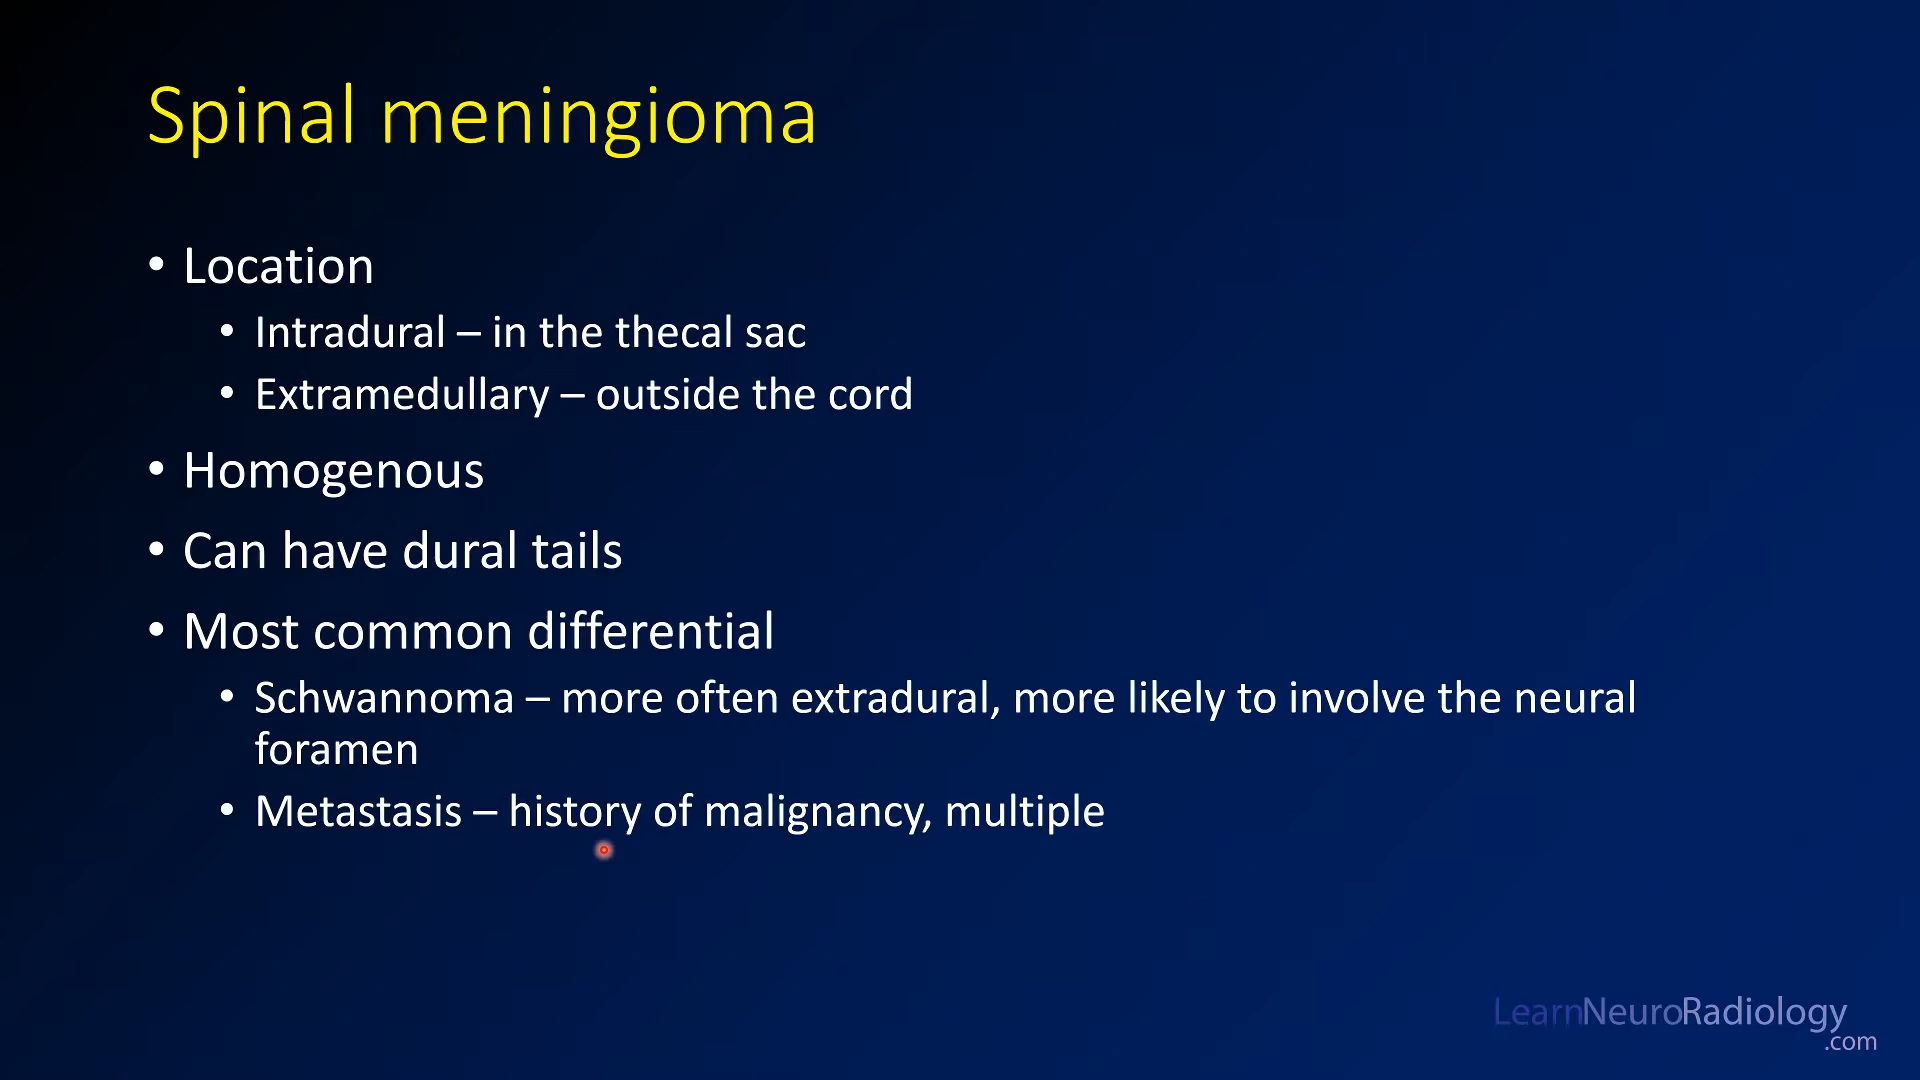 Spinal meningioma
• Location
• Intradural – in the thecal sac
• Extramedullary – outside the cord
• Homogenous
• Can have dural tails
• Most common differential
• Schwannoma – more often extradural, more likely to involve the neural
foramen
• Metastasis – history of malignancy, multiple
LearnNeuroRadiology
.com